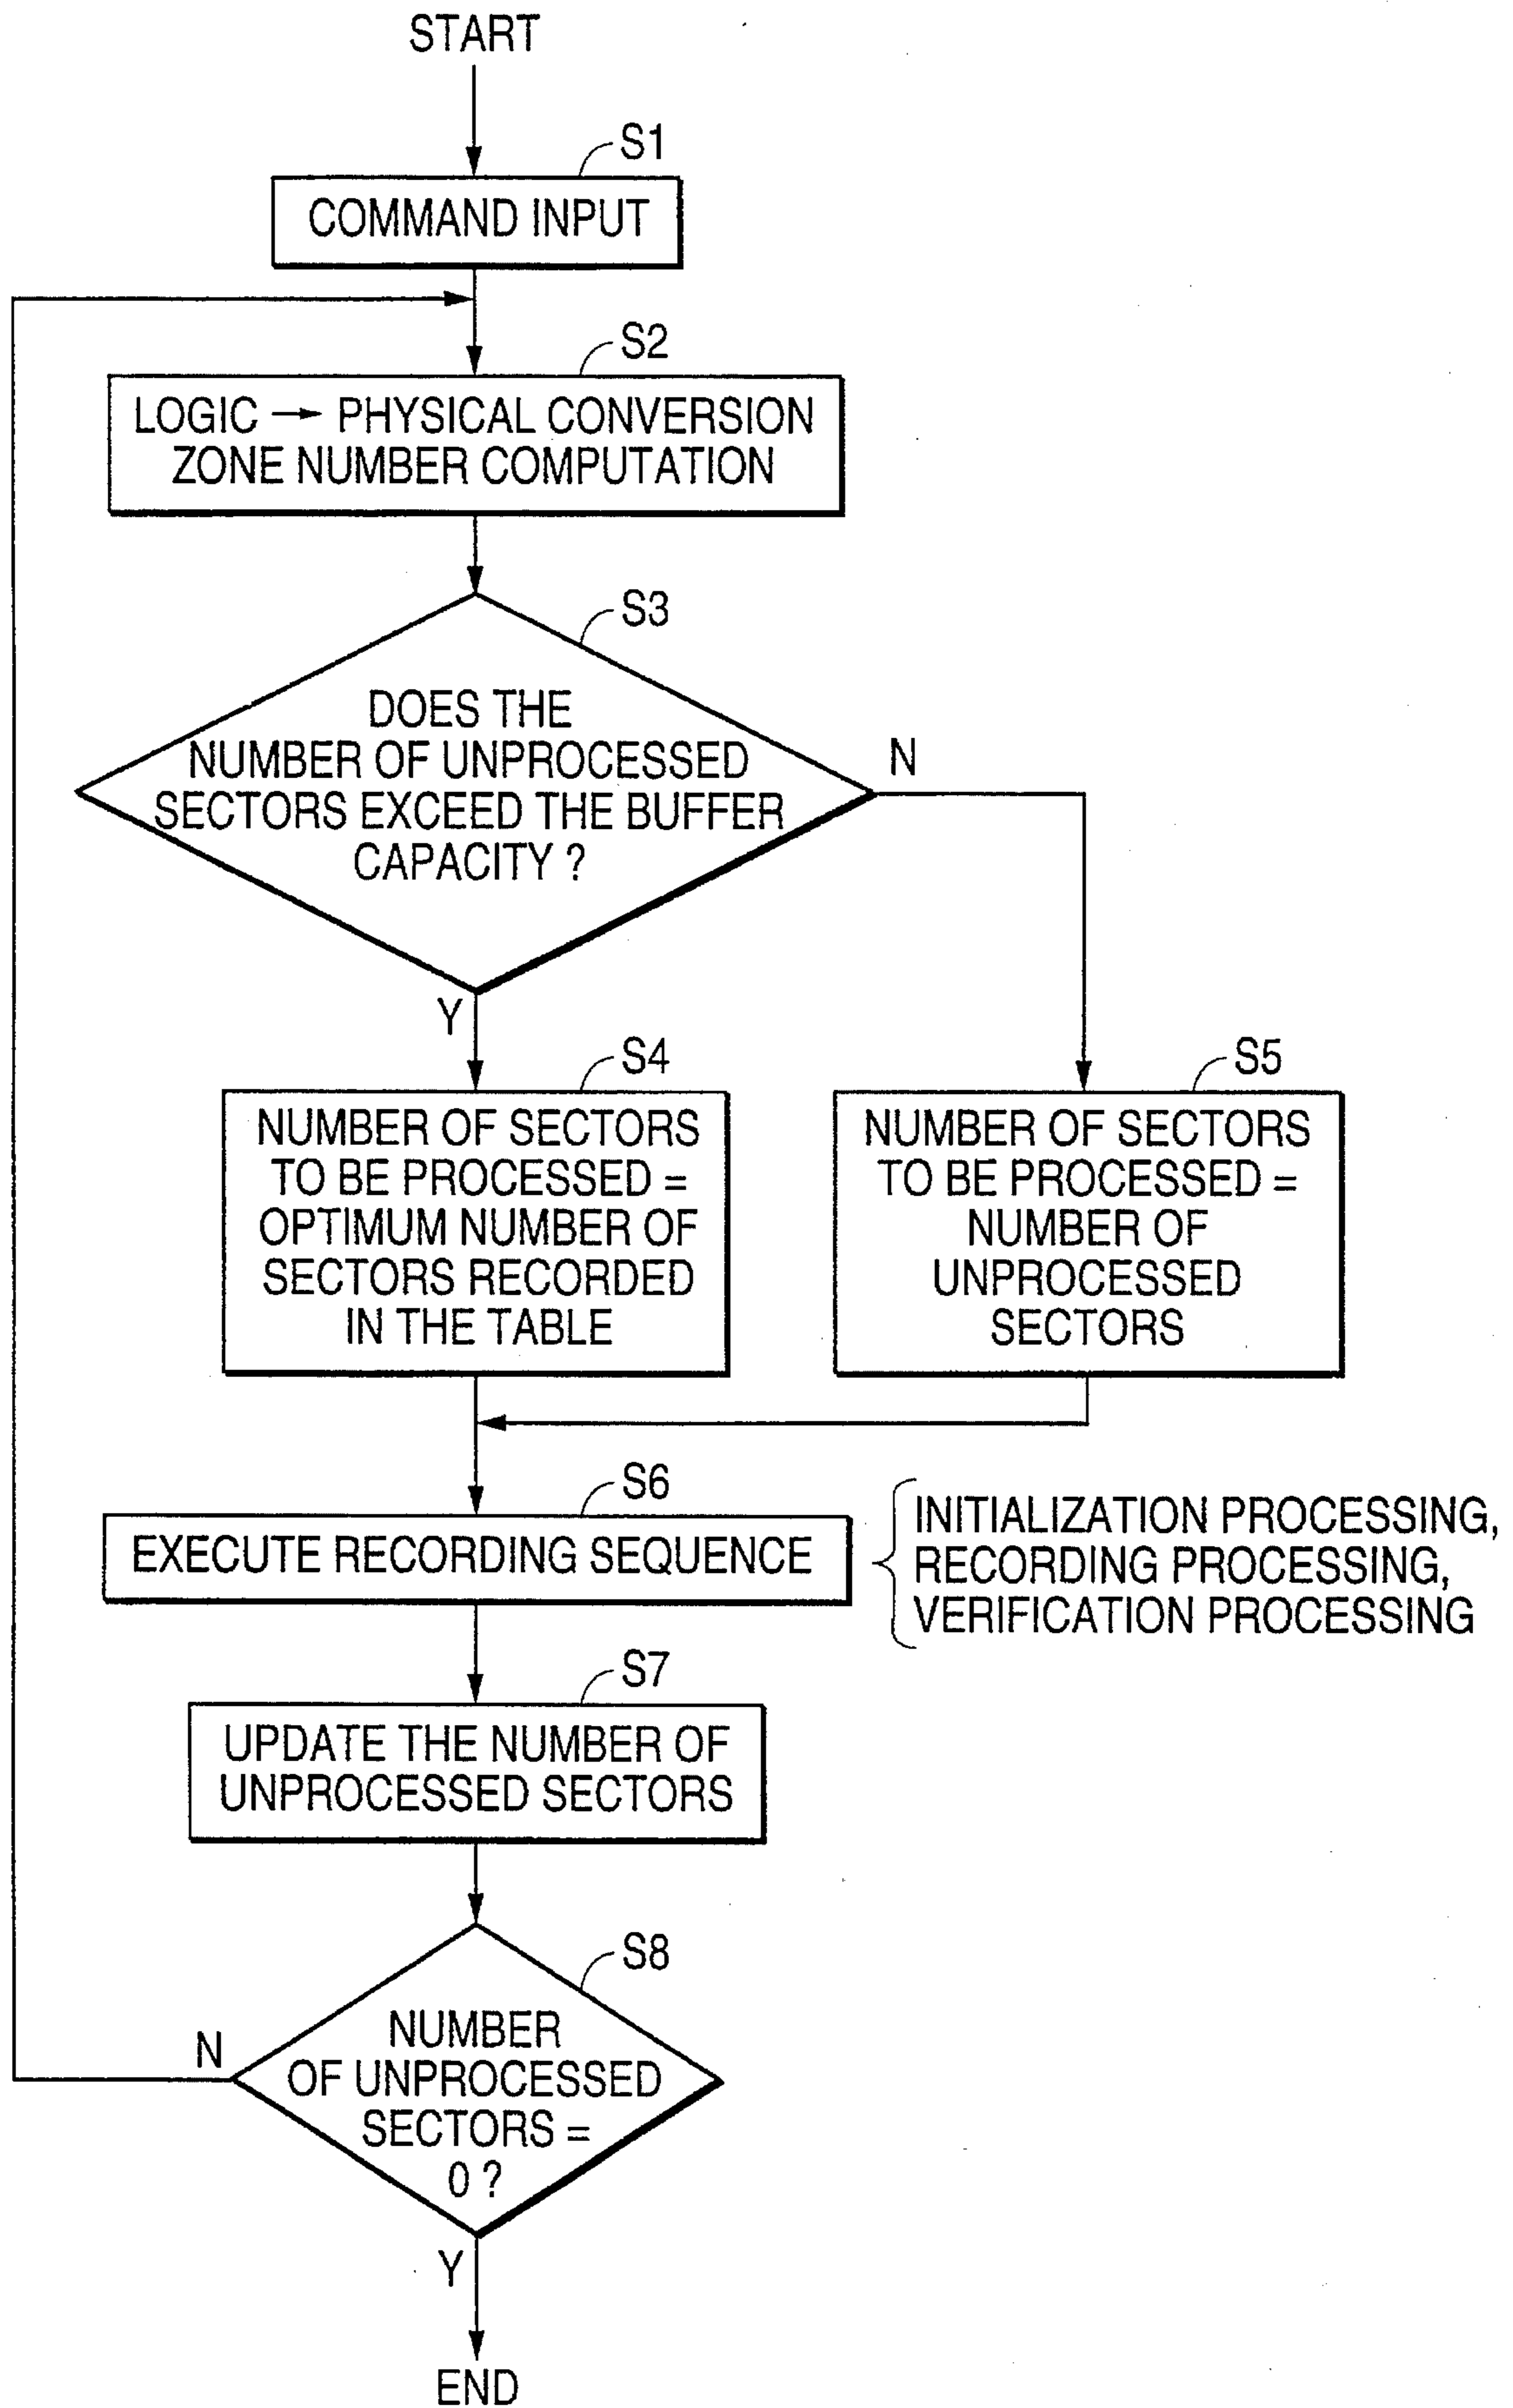 START
S1
COMMAND INPUT
S2
LOGIC → PHYSICAL CONVERSION
ZONE NUMBER COMPUTATION
S3
DOES THE
NUMBER OF UNPROCESSED
SECTORS EXCEED THE BUFFER
CAPACITY ?
N
Y
S4
NUMBER OF SECTORS
TO BE PROCESSED =
OPTIMUM NUMBER OF
SECTORS RECORDED
IN THE TABLE
S5
NUMBER OF SECTORS
TO BE PROCESSED =
NUMBER OF
UNPROCESSED
SECTORS
S6
EXECUTE RECORDING SEQUENCE
INITIALIZATION PROCESSING,
RECORDING PROCESSING,
VERIFICATION PROCESSING
S7
UPDATE THE NUMBER OF
UNPROCESSED SECTORS
S8
NUMBER
OF UNPROCESSED
SECTORS =
0 ?
N
Y
END